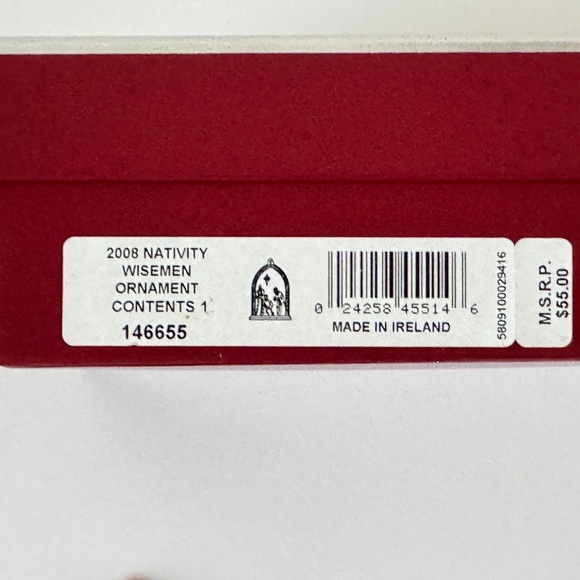 2008 NATIVITY
WISEMEN
ORNAMENT
CONTENTS 1
146655
0 24258 45514 6
MADE IN IRELAND
5809100029416
M.S.R.P.
$55.00